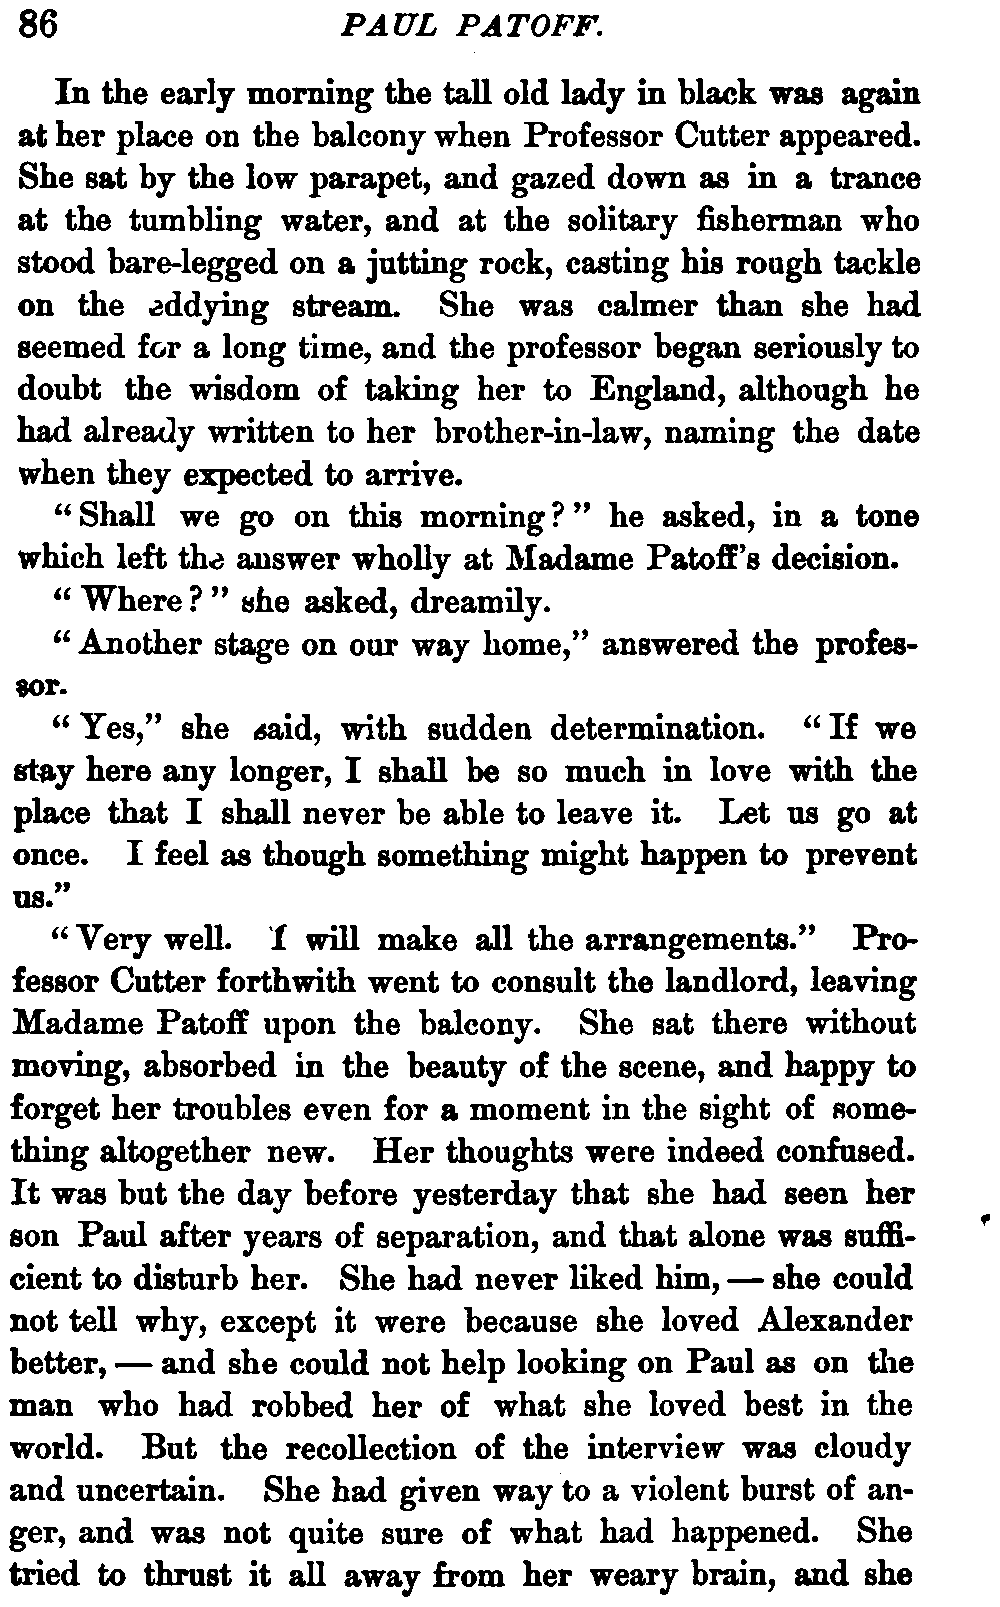 86 PAUL PATOFF.
In the early morning the tall old lady in black was again
at her place on the balcony when Professor Cutter appeared.
She sat by the low parapet, and gazed down as in a trance
at the tumbling water, and at the solitary fisherman who
stood bare-legged on a jutting rock, casting his rough tackle
on the eddying stream. She was calmer than she had
seemed for a long time, and the professor began seriously to
doubt the wisdom of taking her to England, although he
had already written to her brother-in-law, naming the date
when they expected to arrive.
"Shall we go on this morning?" he asked, in a tone
which left the answer wholly at Madame Patoff's decision.
"Where?" she asked, dreamily.
"Another stage on our way home," answered the profes-
sor.
"Yes," she said, with sudden determination. "If we
stay here any longer, I shall be so much in love with the
place that I shall never be able to leave it. Let us go at
once. I feel as though something might happen to prevent
us."
"Very well. I will make all the arrangements." Pro-
fessor Cutter forthwith went to consult the landlord, leaving
Madame Patoff upon the balcony. She sat there without
moving, absorbed in the beauty of the scene, and happy to
forget her troubles even for a moment in the sight of some-
thing altogether new. Her thoughts were indeed confused.
It was but the day before yesterday that she had seen her
son Paul after years of separation, and that alone was suffi-
cient to disturb her. She had never liked him, — she could
not tell why, except it were because she loved Alexander
better, — and she could not help looking on Paul as on the
man who had robbed her of what she loved best in the
world. But the recollection of the interview was cloudy
and uncertain. She had given way to a violent burst of an-
ger, and was not quite sure of what had happened. She
tried to thrust it all away from her weary brain, and she